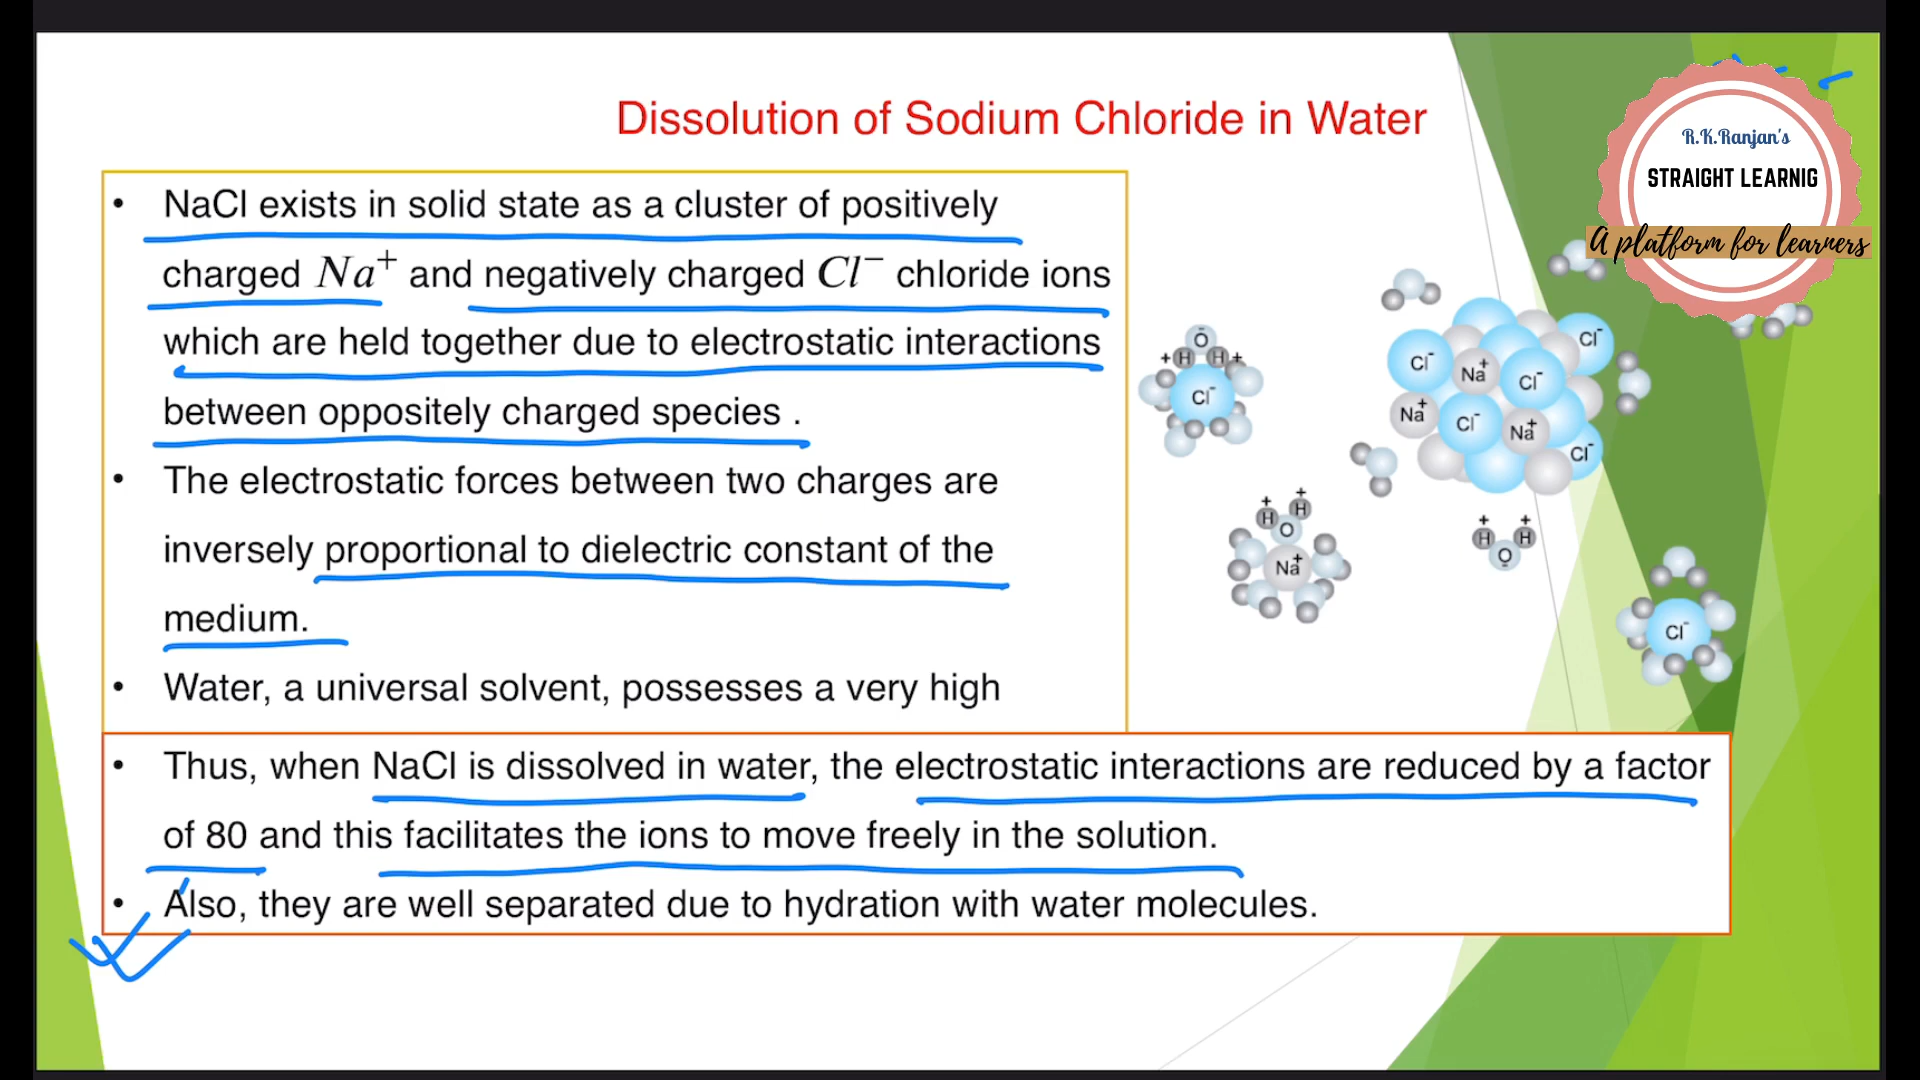 Dissolution of Sodium Chloride in Water
R.K.Ranjan's
STRAIGHT LEARNIG
A platform for learners
• NaCl exists in solid state as a cluster of positively
charged Na⁺ and negatively charged Cl⁻ chloride ions
which are held together due to electrostatic interactions
between oppositely charged species .
• The electrostatic forces between two charges are
inversely proportional to dielectric constant of the
medium.
• Water, a universal solvent, possesses a very high
• Thus, when NaCl is dissolved in water, the electrostatic interactions are reduced by a factor
of 80 and this facilitates the ions to move freely in the solution.
• Also, they are well separated due to hydration with water molecules.
O⁻
+H H+
Cl⁻
+ +
H H
O
Na⁺
Cl⁻ Na⁺ Cl⁻ Cl⁻
Na⁺ Cl⁻ Na⁺ Cl⁻
+ +
H H
O⁻
Cl⁻